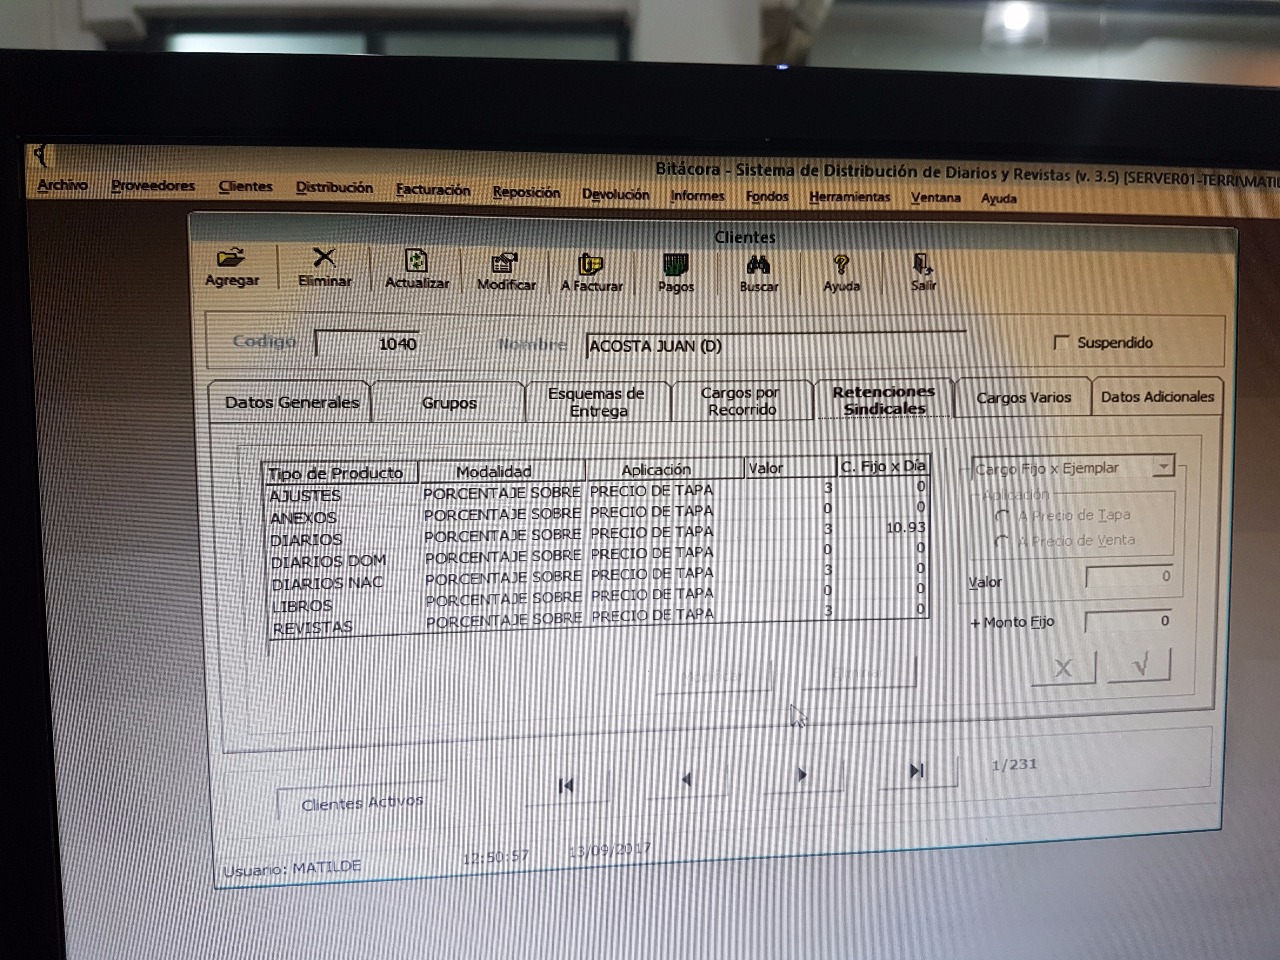 Bitácora - Sistema de Distribución de Diarios y Revistas (v. 3.5) [SERVER01-TERRI\MATIL
Archivo Proveedores Clientes Distribución Facturación Reposición Devolución Informes Fondos Herramientas Ventana Ayuda
Clientes
Agregar Eliminar Actualizar Modificar A Facturar Pagos Buscar Ayuda Salir
Codigo 1040 Nombre ACOSTA JUAN (D) Suspendido
Datos Generales Grupos Esquemas de Entrega Cargos por Recorrido Retenciones Sindicales Cargos Varios Datos Adicionales
Tipo de Producto Modalidad Aplicación Valor C. Fijo x Día
AJUSTES PORCENTAJE SOBRE PRECIO DE TAPA 3 0
ANEXOS PORCENTAJE SOBRE PRECIO DE TAPA 0 0
DIARIOS PORCENTAJE SOBRE PRECIO DE TAPA 3 10.93
DIARIOS DOM PORCENTAJE SOBRE PRECIO DE TAPA 0 0
DIARIOS NAC PORCENTAJE SOBRE PRECIO DE TAPA 3 0
LIBROS PORCENTAJE SOBRE PRECIO DE TAPA 0 0
REVISTAS PORCENTAJE SOBRE PRECIO DE TAPA 3 0
Cargo Fijo x Ejemplar
Aplicación
A Precio de Tapa
A Precio de Venta
Valor 0
+ Monto Fijo 0
X √
Modificar Eliminar
1/231
Clientes Activos
Usuario: MATILDE 12:50:57 13/09/2017